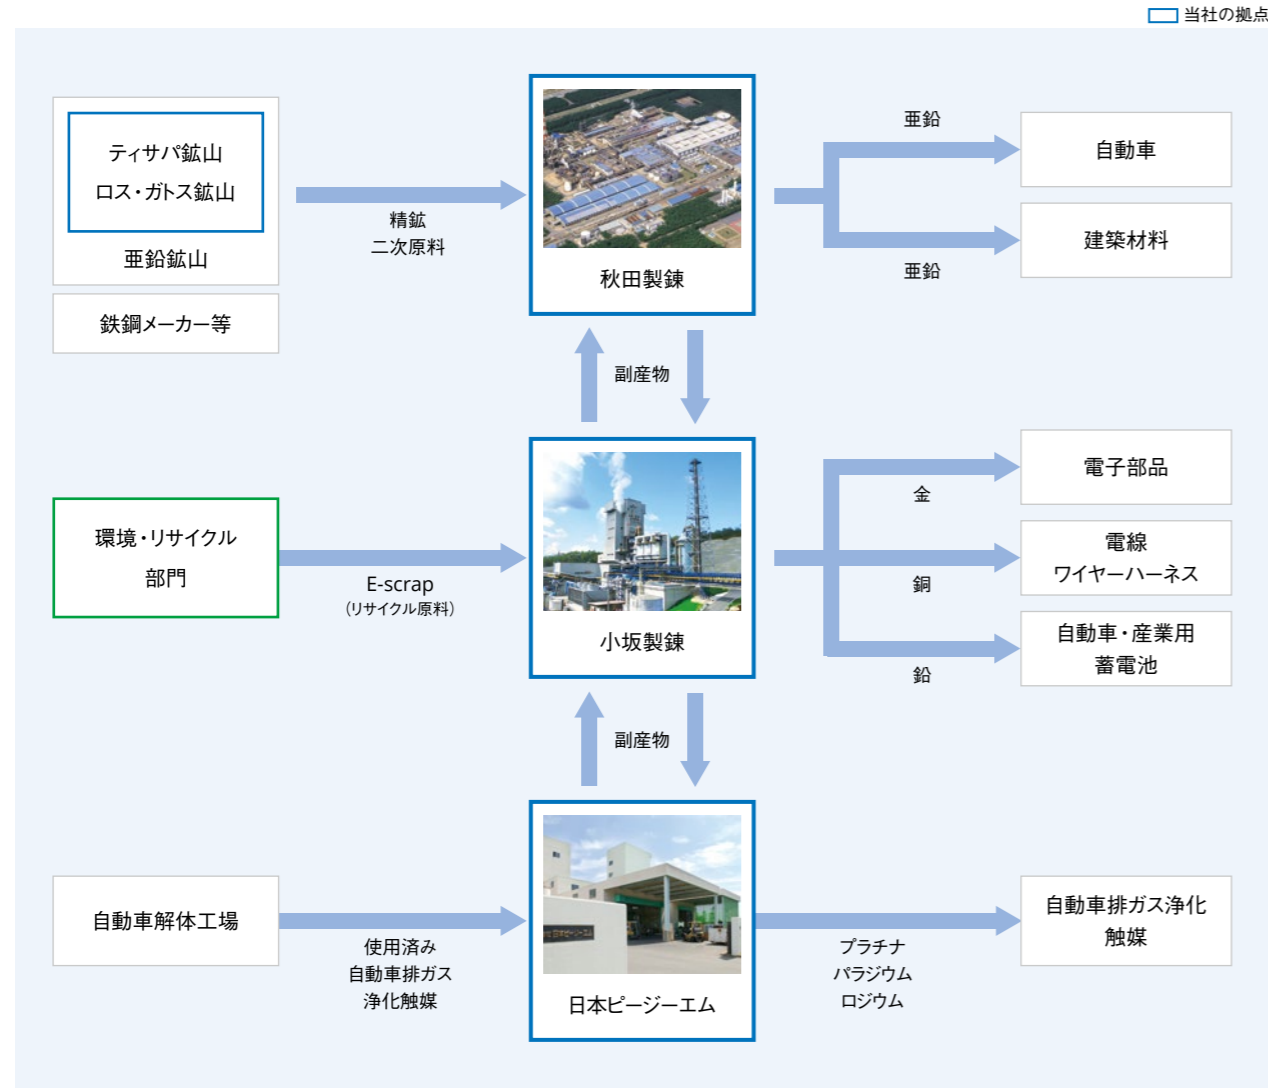 当社の拠点
ティサパ鉱山
ロス・ガトス鉱山
亜鉛鉱山
鉄鋼メーカー等
精鉱
二次原料
秋田製錬
亜鉛
自動車
亜鉛
建築材料
副産物
環境・リサイクル
部門
E-scrap
(リサイクル原料)
小坂製錬
金
電子部品
銅
電線
ワイヤーハーネス
鉛
自動車・産業用
蓄電池
副産物
自動車解体工場
使用済み
自動車排ガス
浄化触媒
日本ピージーエム
日本ピージーエム
プラチナ
パラジウム
ロジウム
自動車排ガス浄化
触媒